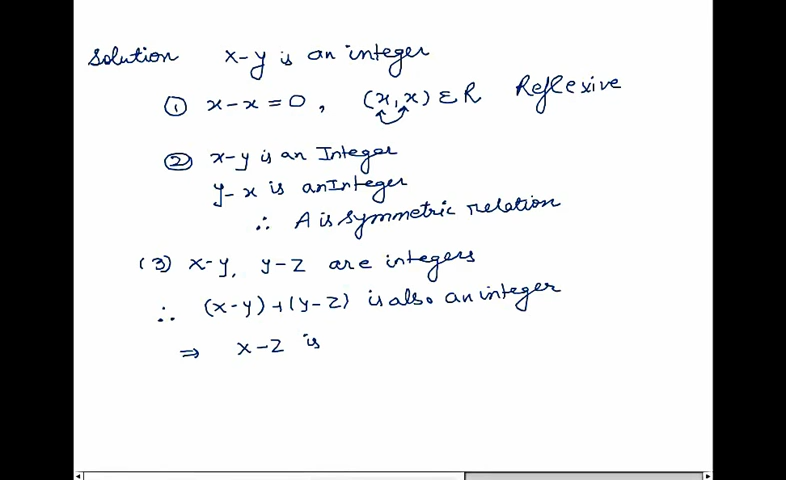 Solution x-y is an integer
① x-x=0, (x,x) ∈ R Reflexive
② x-y is an Integer
y-x is an Integer
∴ A is symmetric relation
(3) x-y, y-z are integers
∴ (x-y)+(y-z) is also an integer
⇒ x-z is